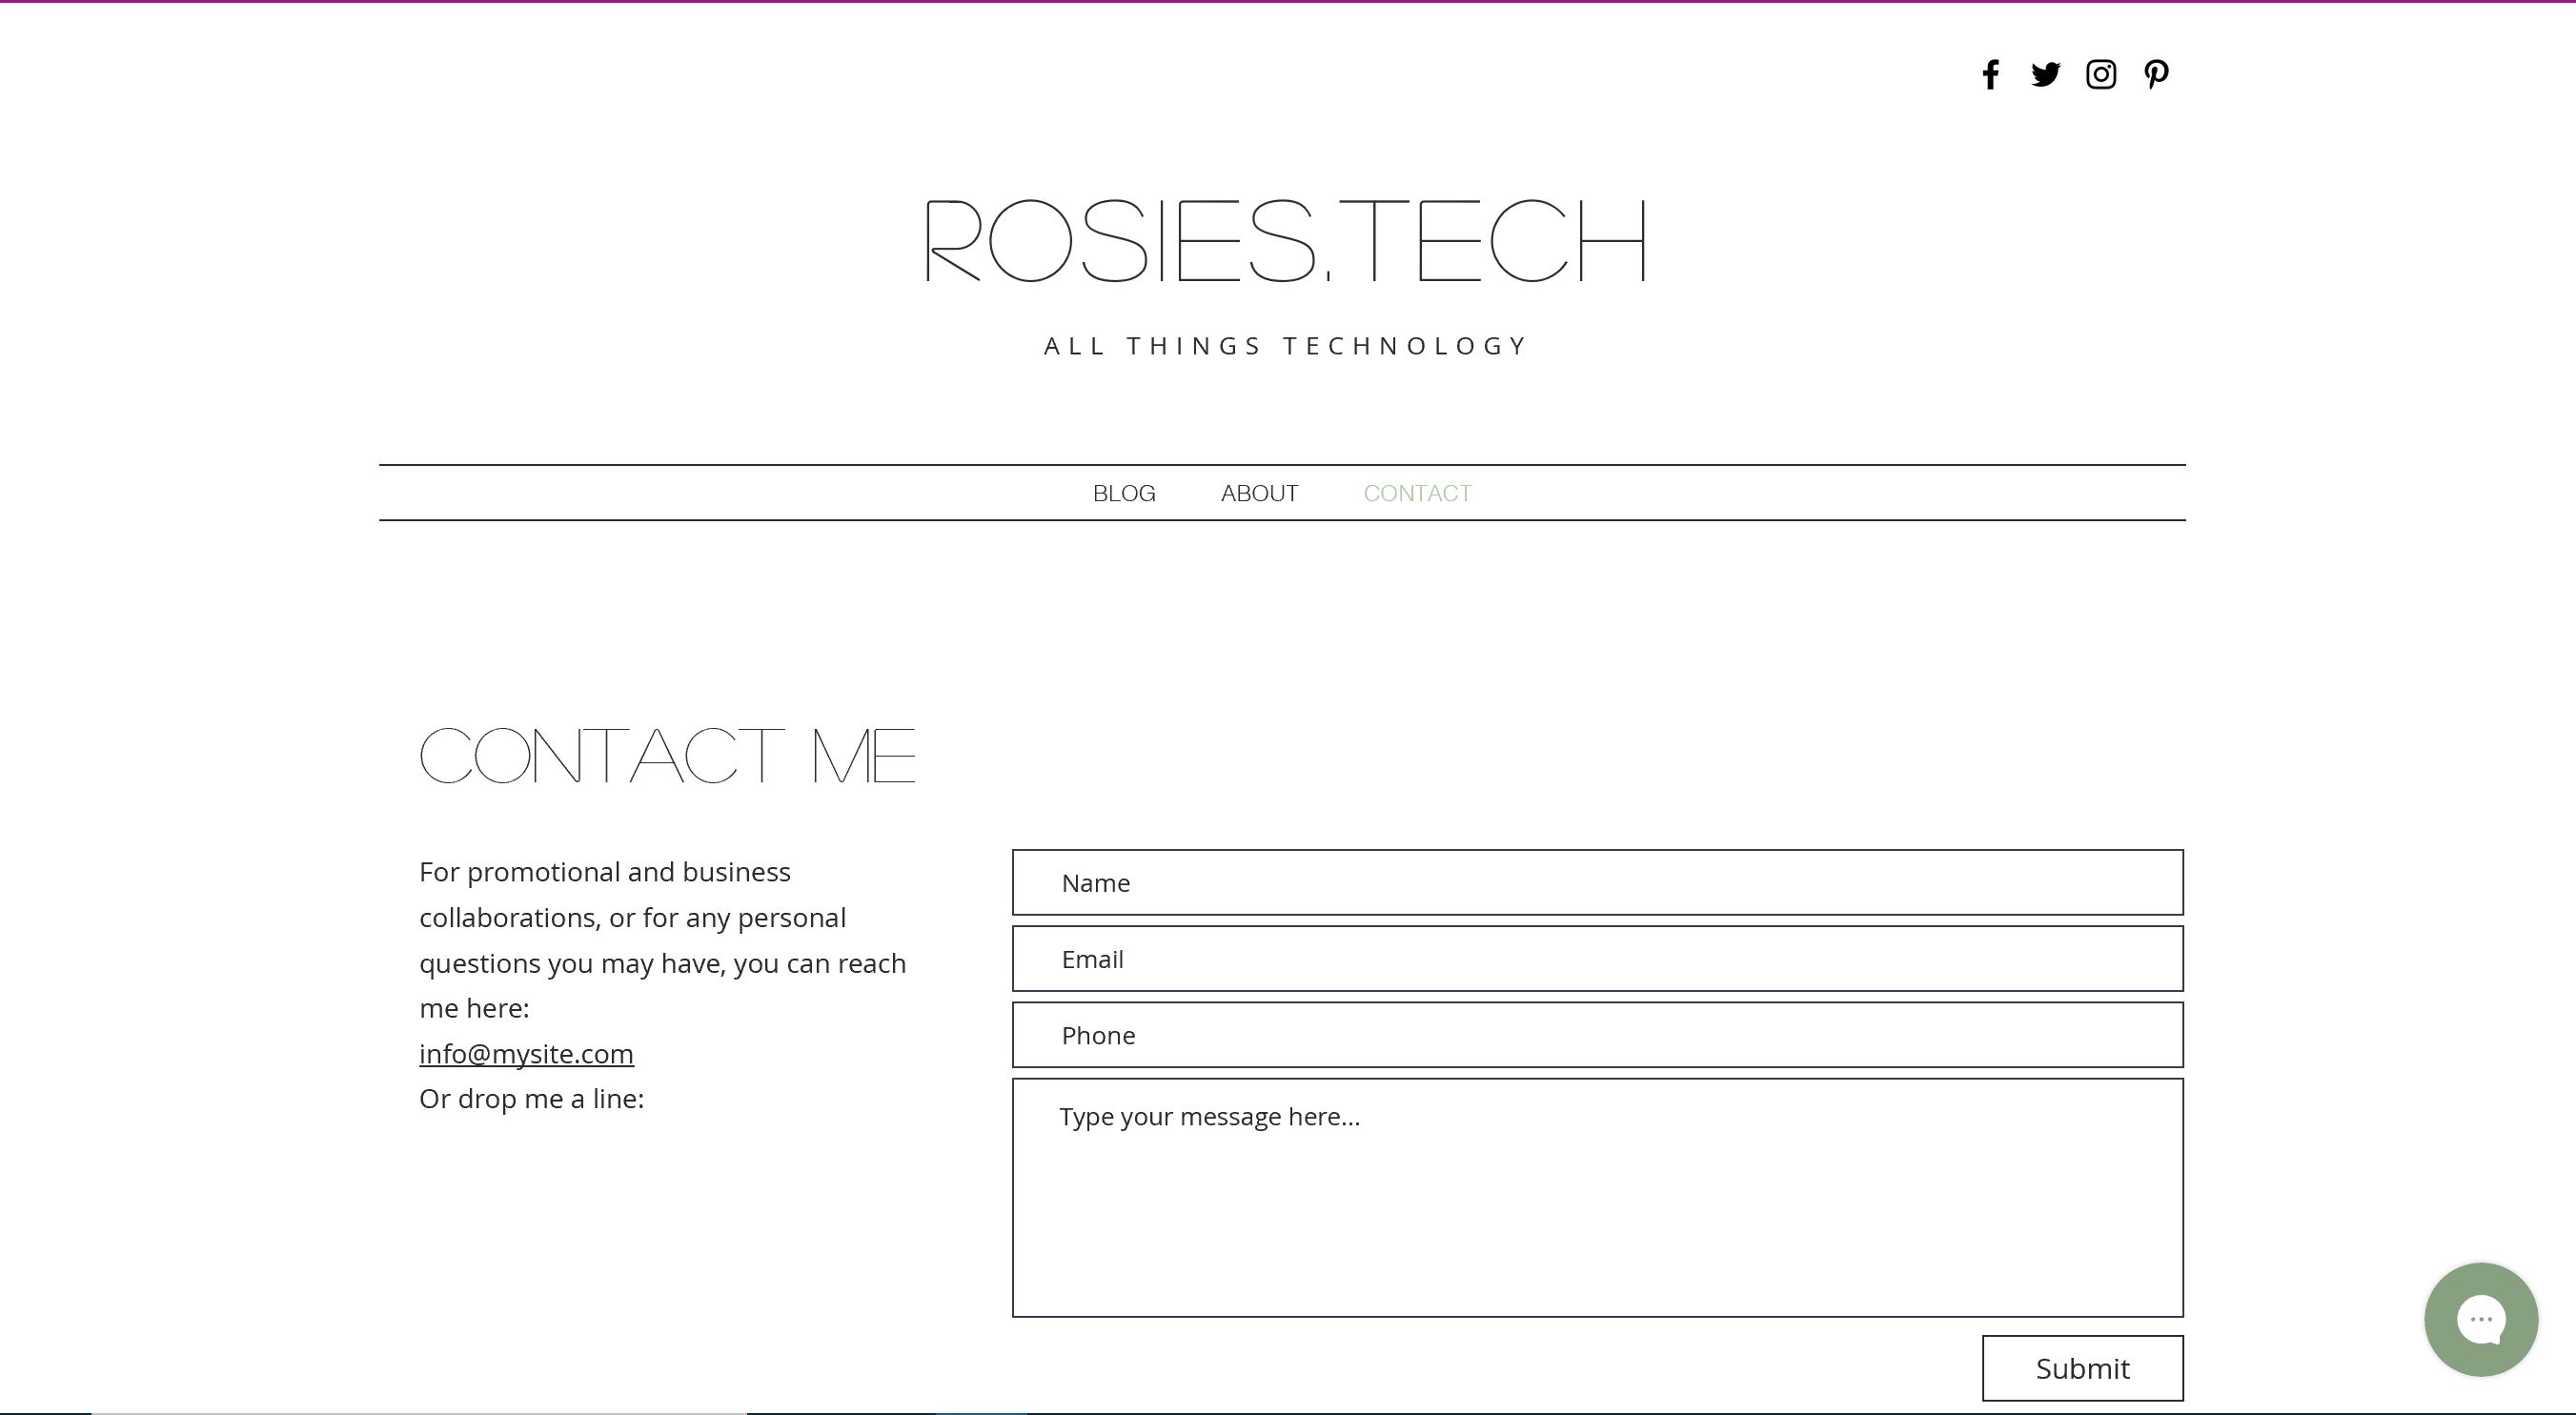 ROSIES.TECH
ALL THINGS TECHNOLOGY
BLOG ABOUT CONTACT
CONTACT ME
For promotional and business
collaborations, or for any personal
questions you may have, you can reach
me here:
info@mysite.com
Or drop me a line:
Name
Email
Phone
Type your message here...
Submit